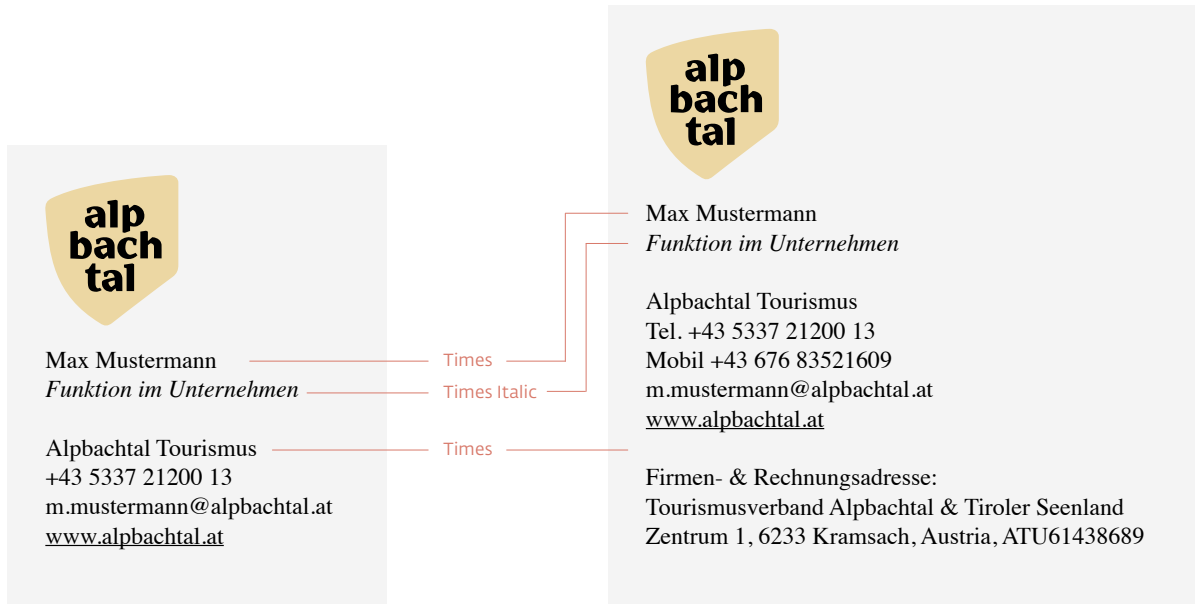 alp
bach
tal
Max Mustermann
Funktion im Unternehmen
Alpbachtal Tourismus
+43 5337 21200 13
m.mustermann@alpbachtal.at
www.alpbachtal.at
Times
Times Italic
Times
alp
bach
tal
Max Mustermann
Funktion im Unternehmen
Alpbachtal Tourismus
Tel. +43 5337 21200 13
Mobil +43 676 83521609
m.mustermann@alpbachtal.at
www.alpbachtal.at
Firmen- & Rechnungsadresse:
Tourismusverband Alpbachtal & Tiroler Seenland
Zentrum 1, 6233 Kramsach, Austria, ATU61438689